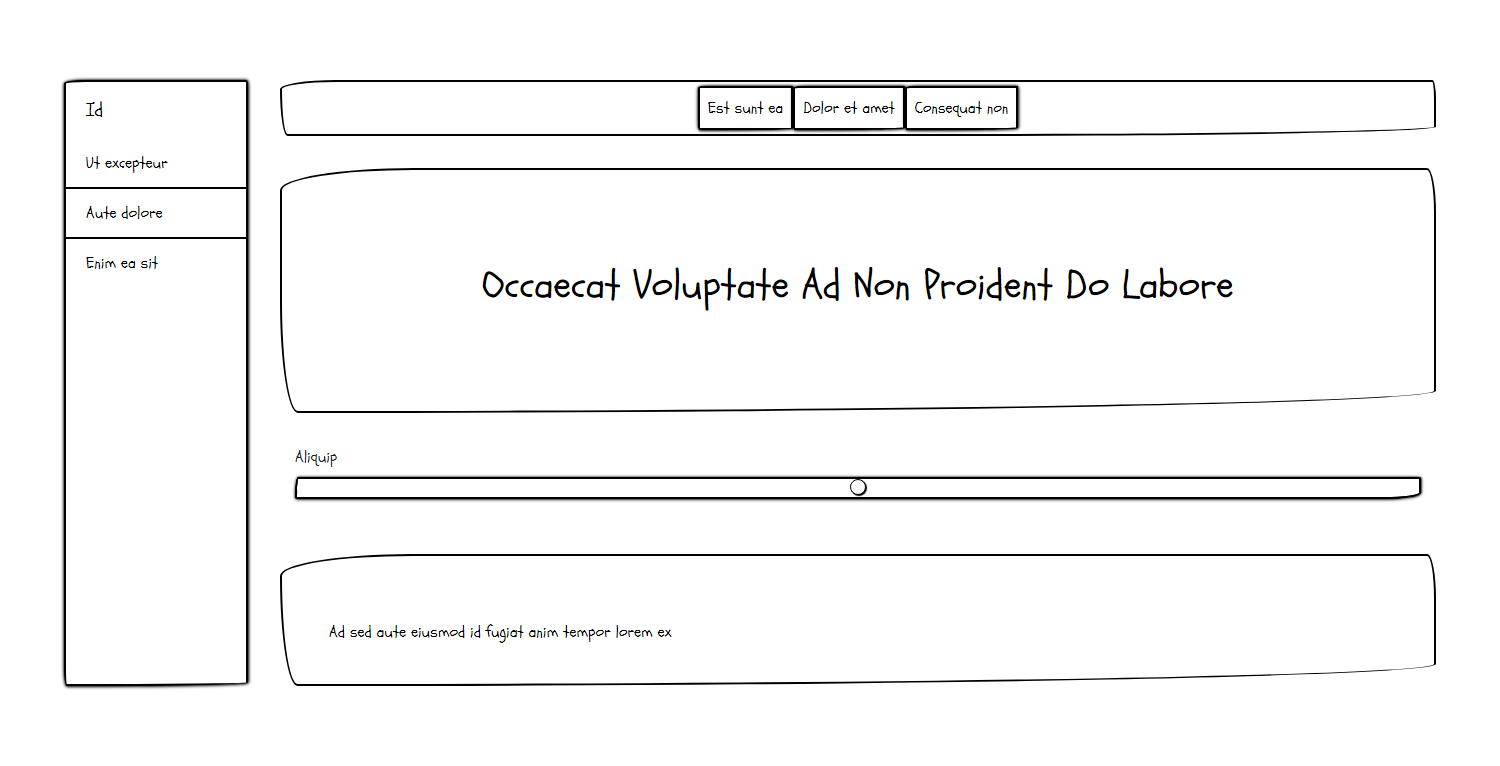 Id
Ut excepteur
Aute dolore
Enim ea sit
Est sunt ea
Dolor et amet
Consequat non
Occaecat Voluptate Ad Non Proident Do Labore
Aliquip
Ad sed aute eiusmod id fugiat anim tempor lorem ex